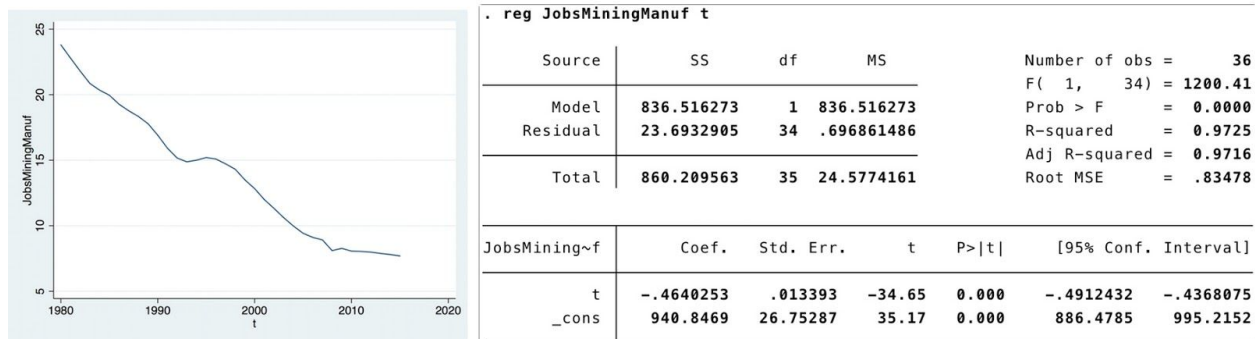 25
20
15
10
5
JobsMiningManuf
1980 1990 2000 2010 2020
t
. reg JobsMiningManuf t
Source SS df MS Number of obs = 36
F( 1, 34) = 1200.41
Model 836.516273 1 836.516273 Prob > F = 0.0000
Residual 23.6932905 34 .696861486 R-squared = 0.9725
Adj R-squared = 0.9716
Total 860.209563 35 24.5774161 Root MSE = .83478
JobsMining~f Coef. Std. Err. t P>|t| [95% Conf. Interval]
t -.4640253 .013393 -34.65 0.000 -.4912432 -.4368075
_cons 940.8469 26.75287 35.17 0.000 886.4785 995.2152